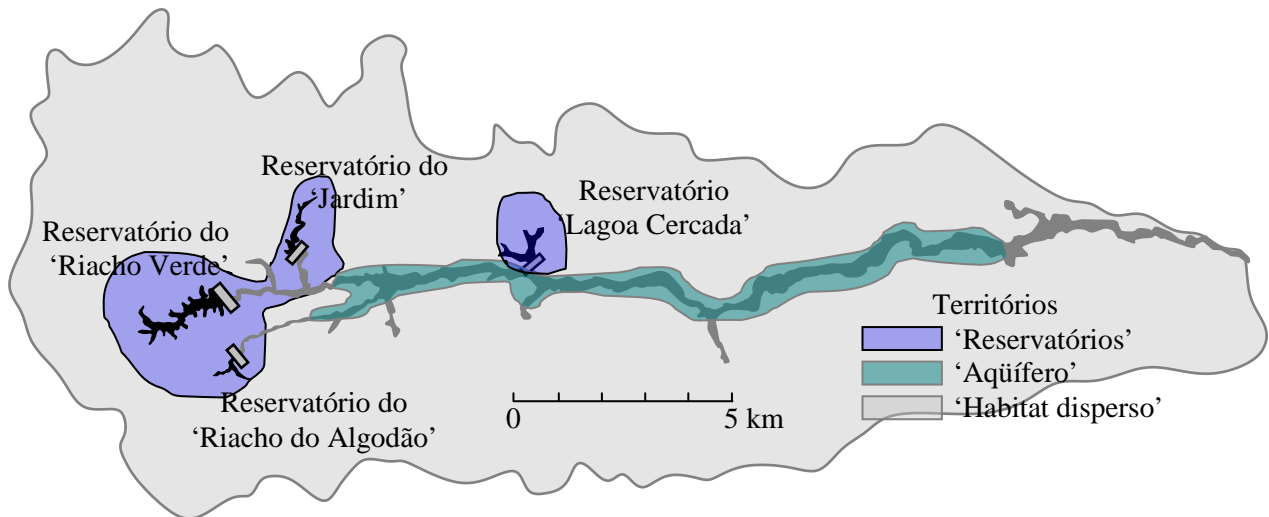 Reservatório do
‘Jardim’
Reservatório
‘Lagoa Cercada’
Reservatório do
‘Riacho Verde’
Territórios
‘Reservatórios’
‘Aqüífero’
‘Habitat disperso’
Reservatório do
‘Riacho do Algodão’
0 5 km